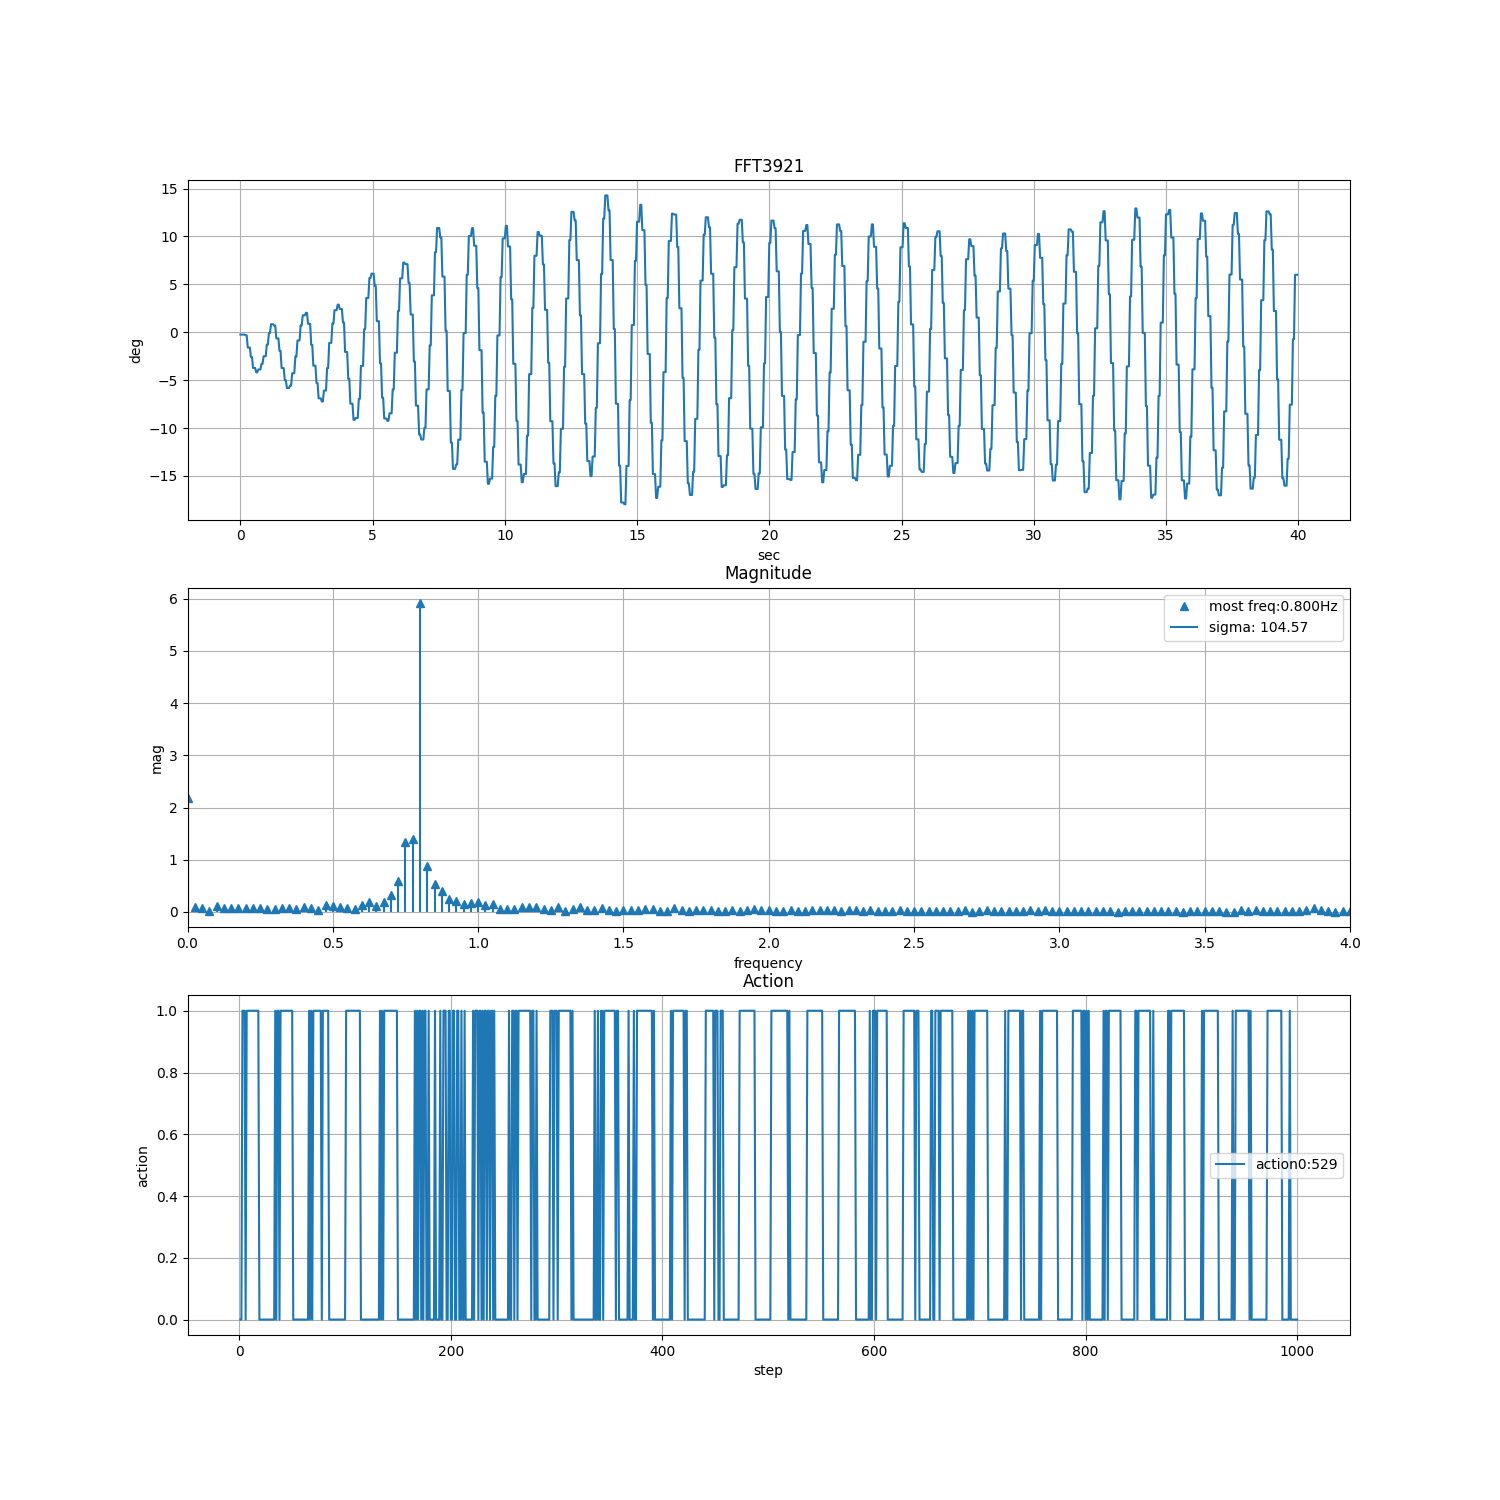 FFT3921
15
10
5
0
−5
−10
−15
deg
0 5 10 15 20 25 30 35 40
sec
Magnitude
6
5
4
3
2
1
0
mag
most freq:0.800Hz
sigma: 104.57
0.0 0.5 1.0 1.5 2.0 2.5 3.0 3.5 4.0
frequency
Action
1.0
0.8
0.6
0.4
0.2
0.0
action
action0:529
0 200 400 600 800 1000
step